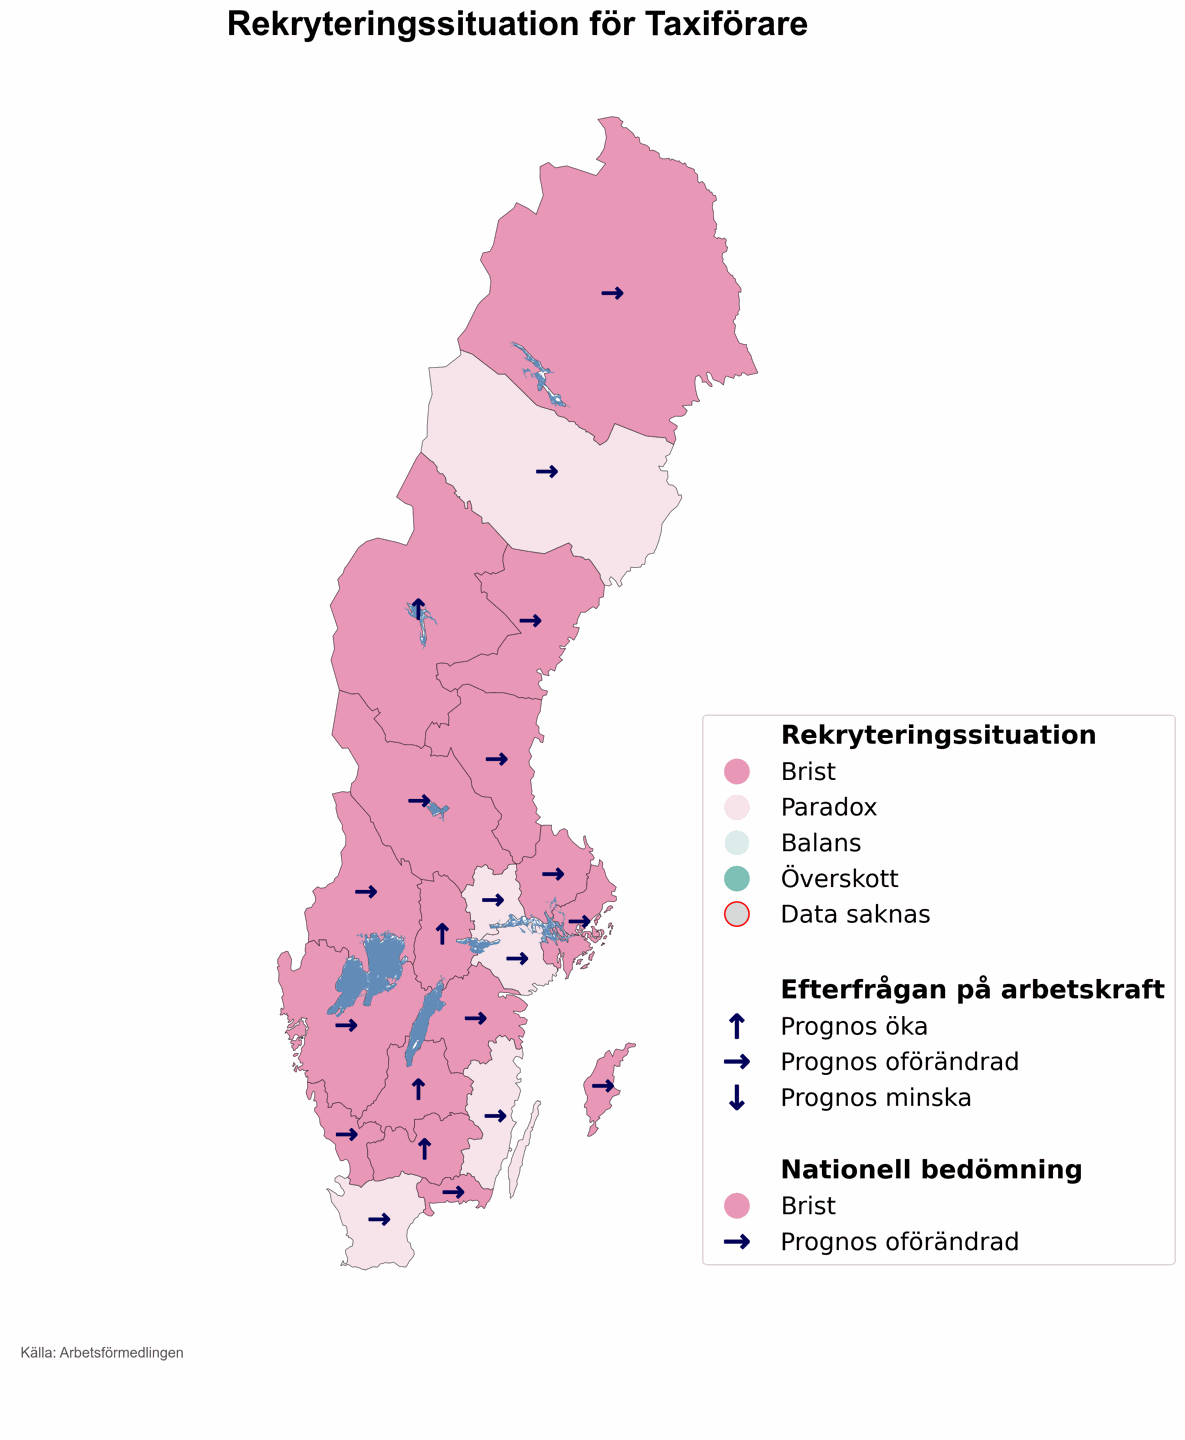 Rekryteringssituation för Taxiförare
Rekryteringssituation
Brist
Paradox
Balans
Överskott
Data saknas
Efterfrågan på arbetskraft
Prognos öka
Prognos oförändrad
Prognos minska
Nationell bedömning
Brist
Prognos oförändrad
Källa: Arbetsförmedlingen